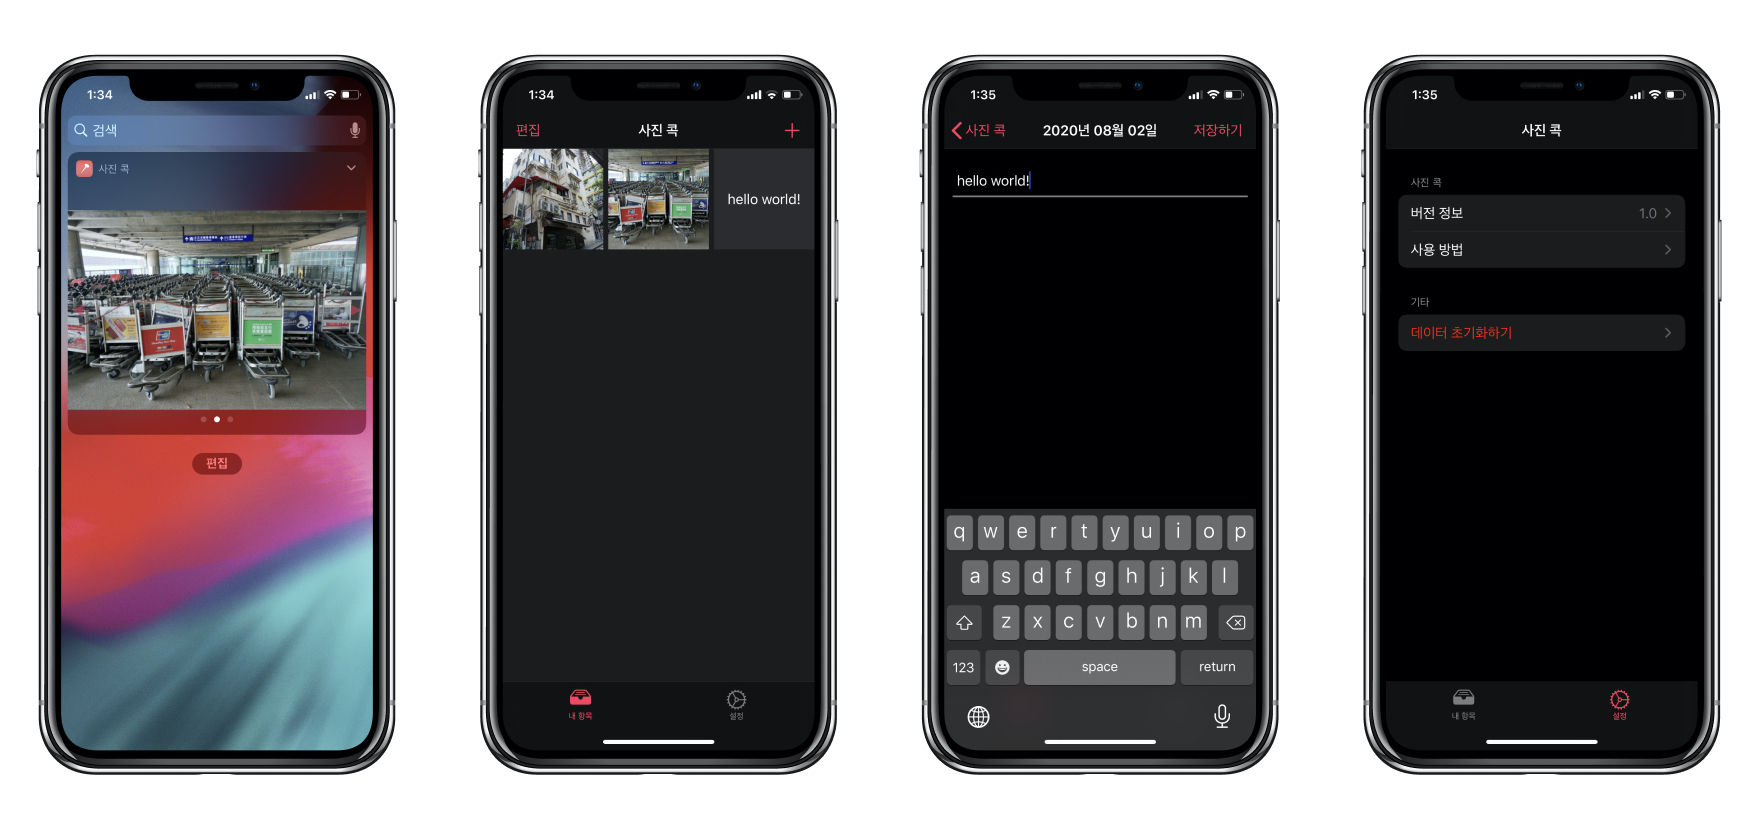 1:34
검색
사진 콕
편집
1:34
편집
사진 콕
hello world!
내 항목
설정
1:35
사진 콕
2020년 08월 02일
저장하기
hello world!
q w e r t y u i o p
a s d f g h j k l
z x c v b n m
123
space
return
1:35
사진 콕
사진 콕
버전 정보
1.0
사용 방법
기타
데이터 초기화하기
내 항목
설정